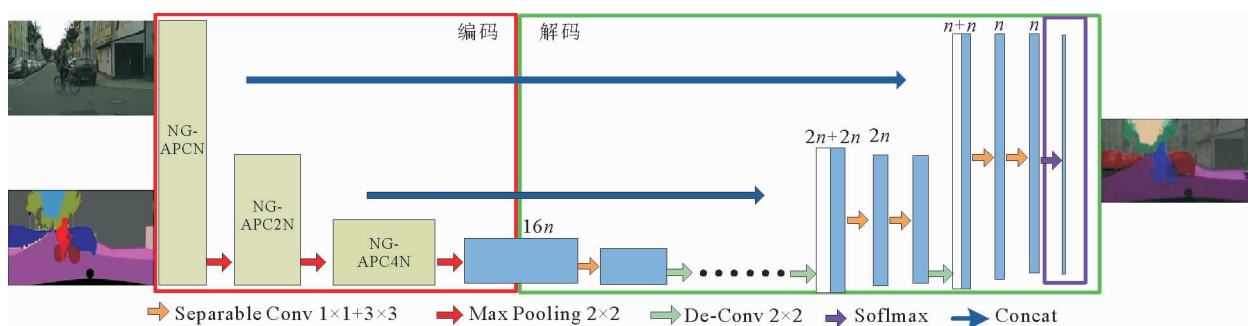 编码
解码
n+n
n
n
NG-
APCN
2n+2n
2n
NG-
APC2N
NG-
APC4N
16n
Separable Conv 1×1+3×3
Max Pooling 2×2
De-Conv 2×2
Soflmax
Concat